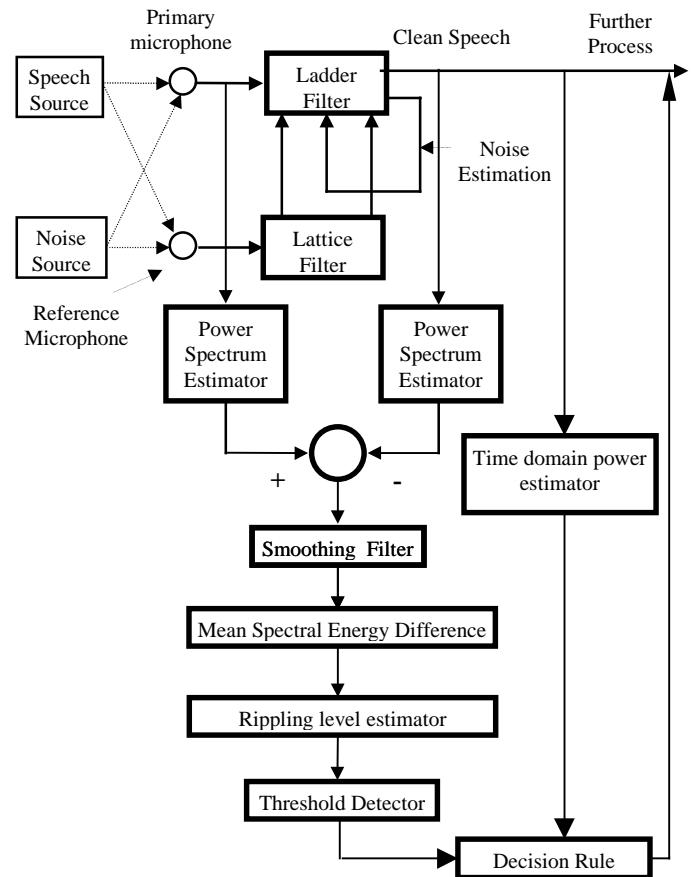 Primary
microphone
Clean Speech
Further
Process
Speech
Source
Ladder
Filter
Noise
Estimation
Noise
Source
Lattice
Filter
Reference
Microphone
Power
Spectrum
Estimator
Power
Spectrum
Estimator
+
-
Time domain power
estimator
Smoothing Filter
Mean Spectral Energy Difference
Rippling level estimator
Threshold Detector
Decision Rule